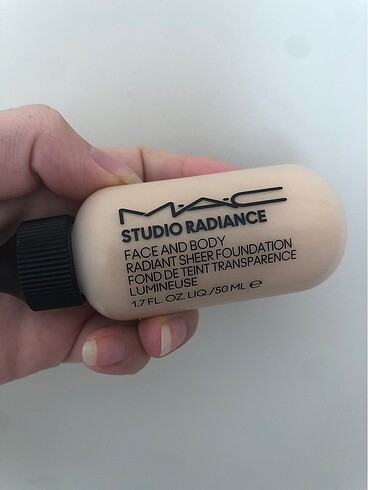 M·A·C
STUDIO RADIANCE
FACE AND BODY
RADIANT SHEER FOUNDATION
FOND DE TEINT TRANSPARENCE
LUMINEUSE
1.7 FL. OZ. LIQ./50 ML ℮